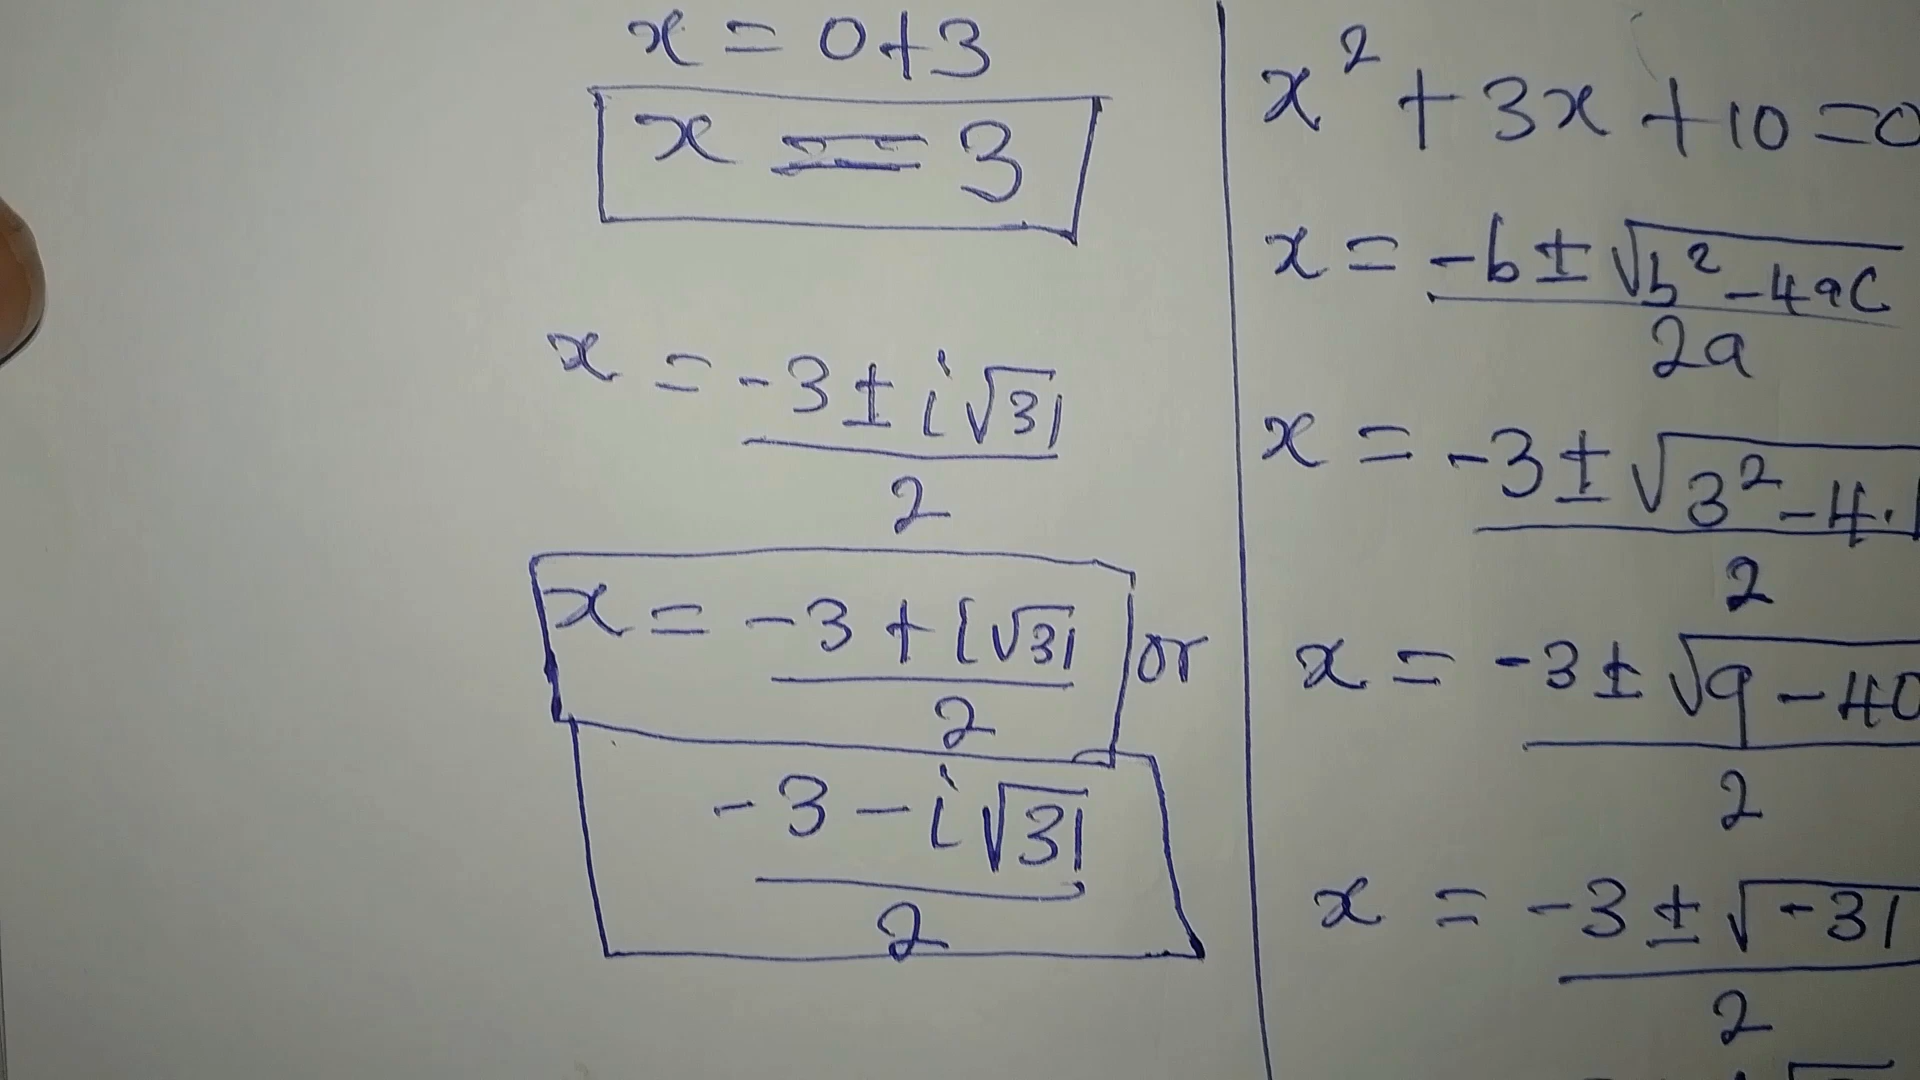 x = 0+3
x = 3
x = -3 ± i√31
2
x = -3 + i√31 or
2
-3 - i√31
2
x² + 3x + 10 = 0
x = -b ± √b² - 4ac
2a
x = -3 ± √3² - 4.
2
x = -3 ± √9 - 40
2
x = -3 ± √-31
2